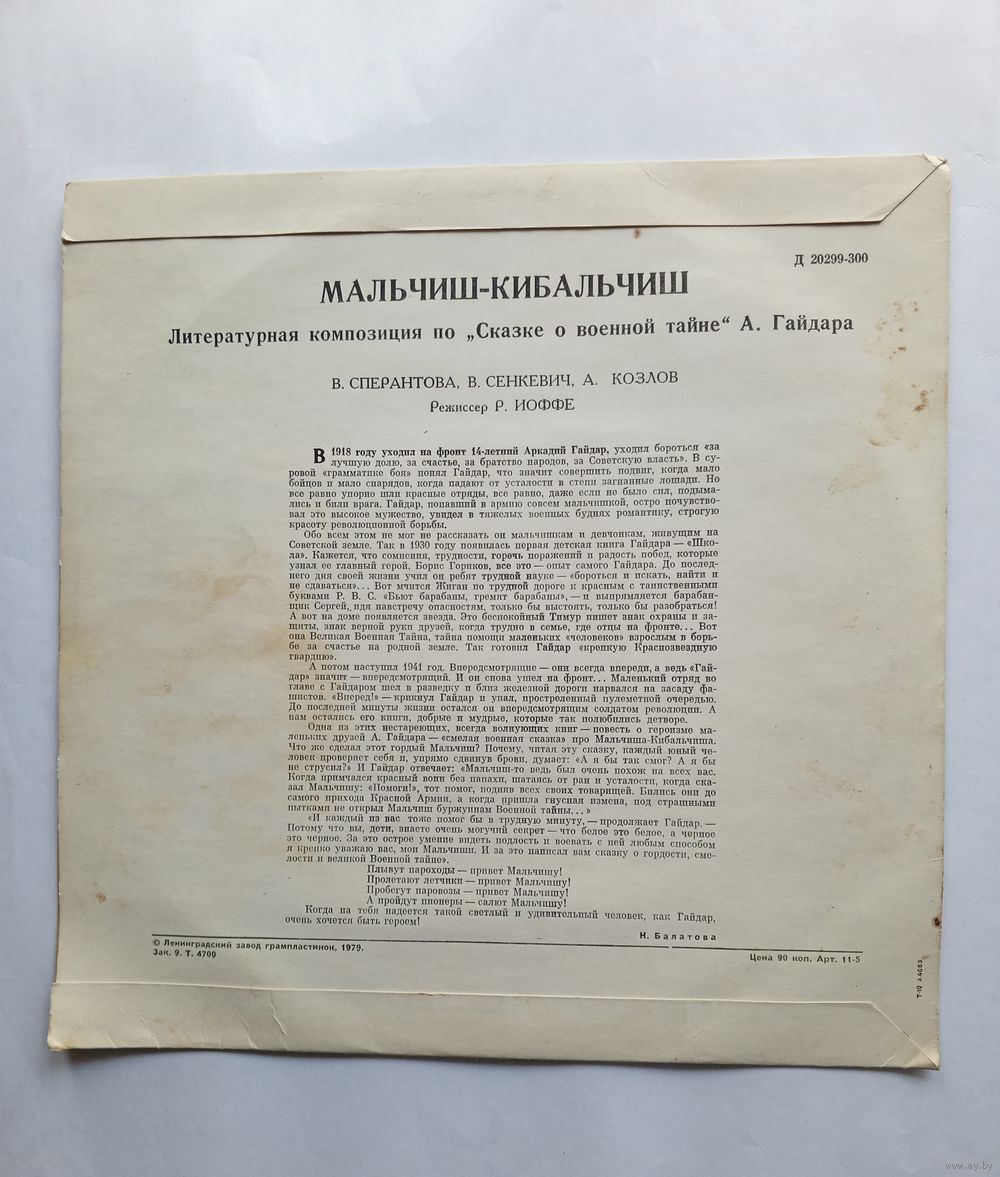 Д 20299-300
МАЛЬЧИШ-КИБАЛЬЧИШ
Литературная композиция по „Сказке о военной тайне“ А. Гайдара
В. СПЕРАНТОВА, В. СЕНКЕВИЧ, А. КОЗЛОВ
Режиссер Р. ИОФФЕ
В 1918 году уходил на фронт 14-летний Аркадий Гайдар, уходил бороться «за
лучшую долю, за счастье, за братство народов, за Советскую власть». В су-
ровой «грамматике боя» понял Гайдар, что значит совершить подвиг, когда мало
бойцов и мало снарядов, когда падают от усталости в степи загнанные лошади. Но
все равно упорно шли красные отряды, все равно, даже если не было сил, подыма-
лись и били врага. Гайдар, попавший в армию совсем мальчишкой, остро почувство-
вал это высокое мужество, увидел в тяжелых военных буднях романтику, строгую
красоту революционной борьбы.
Обо всем этом не мог не рассказать он мальчишкам и девчонкам, живущим на
Советской земле. Так в 1930 году появилась первая детская книга Гайдара — «Шко-
ла». Кажется, что сомнения, трудности, горечь поражений и радость побед, которые
узнал ее главный герой, Борис Гориков, все это — опыт самого Гайдара. До послед-
него дня своей жизни учил он ребят трудной науке — «бороться и искать, найти и
не сдаваться»... Вот мчится Жиган по трудной дороге к красным с таинственными
буквами Р. В. С. «Бьют барабаны, гремят барабаны», — и выпрямляется барабан-
щик Сергей, идя навстречу опасностям, только бы выстоять, только бы разобраться!
А вот на доме появляется звезда. Это беспокойный Тимур пишет знак охраны и за-
щиты, знак верной руки друзей, когда трудно в семье, где отцы на фронте... Вот
она Великая Военная Тайна, тайна помощи маленьких «человеков» взрослым в борь-
бе за счастье на родной земле. Так готовил Гайдар «крепкую Краснозвездную
гвардию».
А потом наступил 1941 год. Впередсмотрящие — они всегда впереди, а ведь «Гай-
дар» значит — впередсмотрящий. И он снова ушел на фронт... Маленький отряд во
главе с Гайдаром шел в разведку и близ железной дороги нарвался на засаду фа-
шистов. «Вперед!» — крикнул Гайдар и упал, простреленный пулеметной очередью.
До последней минуты жизни остался он впередсмотрящим солдатом революции. А
нам остались его книги, добрые и мудрые, которые так полюбились детворе.
Одна из этих нестареющих, всегда волнующих книг — повесть о героизме ма-
леньких друзей А. Гайдара — «смелая военная сказка» про Мальчиша-Кибальчиша.
Что же сделал этот гордый Мальчиш? Почему, читая эту сказку, каждый юный че-
ловек проверяет себя и, упрямо сдвинув брови, думает: «А я бы так смог? А я бы
не струсил?» И Гайдар отвечает: «Мальчиш-то ведь был очень похож на всех вас.
Когда примчался красный воин без папахи, шатаясь от ран и усталости, когда ска-
зал Мальчишу: «Помоги!», тот помог, подняв всех своих товарищей. Бились они до
самого прихода Красной Армии, а когда пришла гнусная измена, под страшными
пытками не открыл Мальчиш буржуинам Военной тайны...»
«И каждый из вас тоже помог бы в трудную минуту, — продолжает Гайдар. —
Потому что вы, дети, знаете очень могучий секрет — что белое это белое, а черное
это черное. За это острое умение видеть подлость и воевать с ней любым способом
я крепко уважаю вас, мои Мальчиши. И за это написал вам сказку о гордости, сме-
лости и великой Военной тайне».
Плывут пароходы — привет Мальчишу!
Пролетают летчики — привет Мальчишу!
Пробегут паровозы — привет Мальчишу!
А пройдут пионеры — салют Мальчишу!
Когда на тебя надеется такой светлый и удивительный человек, как Гайдар,
очень хочется быть героем!
Н. Балатова
© Ленинградский завод грампластинок, 1979.
Зак. 9. Т. 4700
Цена 90 коп. Арт. 11-5
www.ay.by